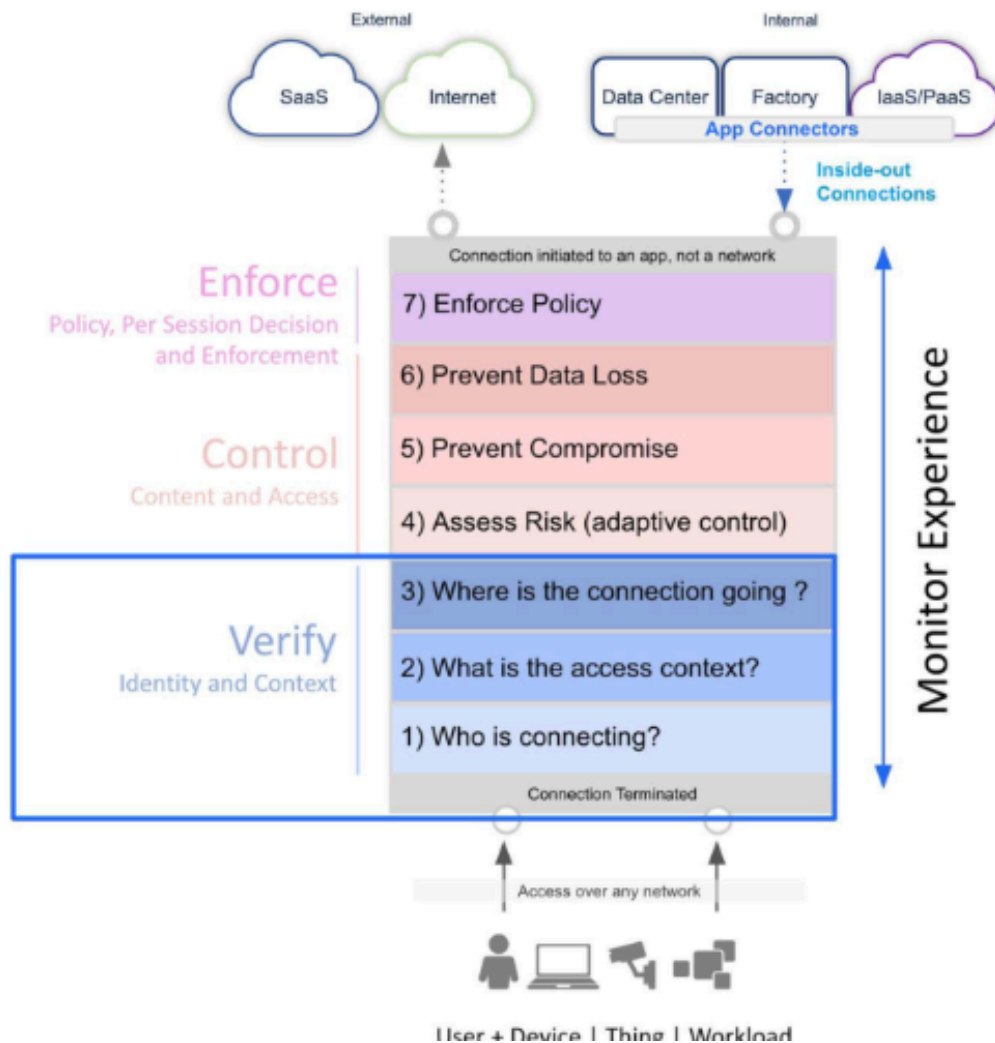 External
Internal
SaaS
Internet
Data Center
Factory
IaaS/PaaS
App Connectors
Inside-out
Connections
Connection initiated to an app, not a network
Enforce
Policy, Per Session Decision
and Enforcement
7) Enforce Policy
6) Prevent Data Loss
Control
Content and Access
5) Prevent Compromise
4) Assess Risk (adaptive control)
3) Where is the connection going ?
Verify
Identity and Context
2) What is the access context?
1) Who is connecting?
Connection Terminated
Monitor Experience
Access over any network
User + Device | Thing | Workload